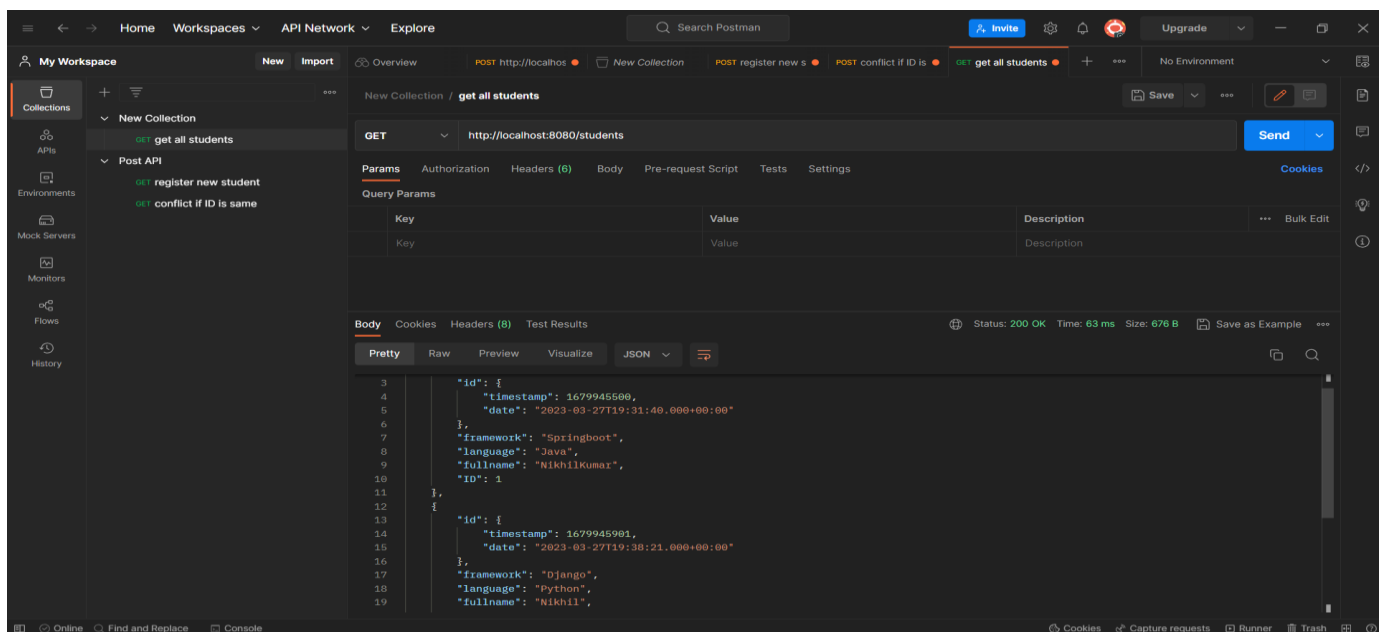 Home Workspaces API Network Explore Search Postman Invite Upgrade
My Workspace New Import Overview POST http://localhos New Collection POST register new s POST conflict if ID is GET get all students No Environment
Collections
APIs
Environments
Mock Servers
Monitors
Flows
History
New Collection
GET get all students
Post API
GET register new student
GET conflict if ID is same
New Collection / get all students Save
GET http://localhost:8080/students Send
Params Authorization Headers (6) Body Pre-request Script Tests Settings Cookies
Query Params
Key Value Description Bulk Edit
Key Value Description
Body Cookies Headers (8) Test Results Status: 200 OK Time: 63 ms Size: 676 B Save as Example
Pretty Raw Preview Visualize JSON
3 "id": {
4 "timestamp": 1679945500,
5 "date": "2023-03-27T19:31:40.000+00:00"
6 },
7 "framework": "Springboot",
8 "language": "Java",
9 "fullname": "NikhilKumar",
10 "ID": 1
11 },
12 {
13 "id": {
14 "timestamp": 1679945901,
15 "date": "2023-03-27T19:38:21.000+00:00"
16 },
17 "framework": "Django",
18 "language": "Python",
19 "fullname": "Nikhil",
Online Find and Replace Console Cookies Capture requests Runner Trash